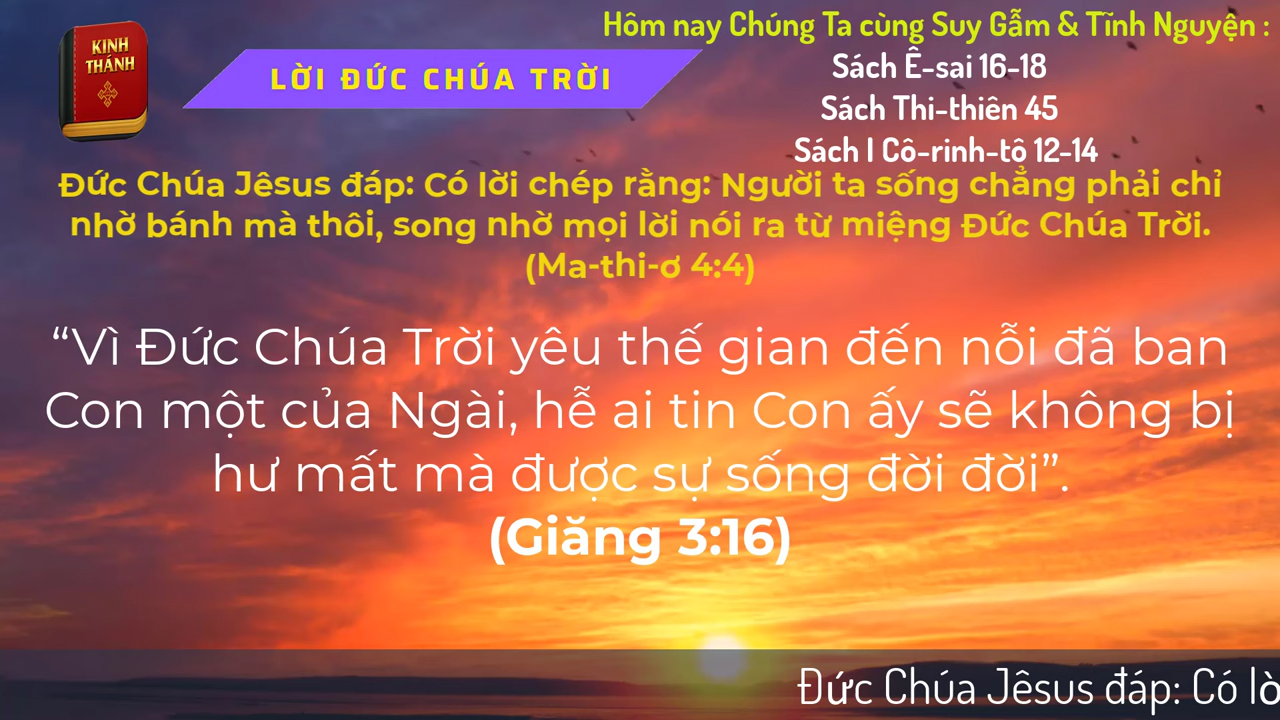 Hôm nay Chúng Ta cùng Suy Gẫm & Tĩnh Nguyện :
KINH
THÁNH
LỜI ĐỨC CHÚA TRỜI
Sách Ê-sai 16-18
Sách Thi-thiên 45
Sách I Cô-rinh-tô 12-14
Đức Chúa Jêsus đáp: Có lời chép rằng: Người ta sống chẳng phải chỉ
nhờ bánh mà thôi, song nhờ mọi lời nói ra từ miệng Đức Chúa Trời.
(Ma-thi-ơ 4:4)
“Vì Đức Chúa Trời yêu thế gian đến nỗi đã ban
Con một của Ngài, hễ ai tin Con ấy sẽ không bị
hư mất mà được sự sống đời đời”.
(Giăng 3:16)
Đức Chúa Jêsus đáp: Có lờ